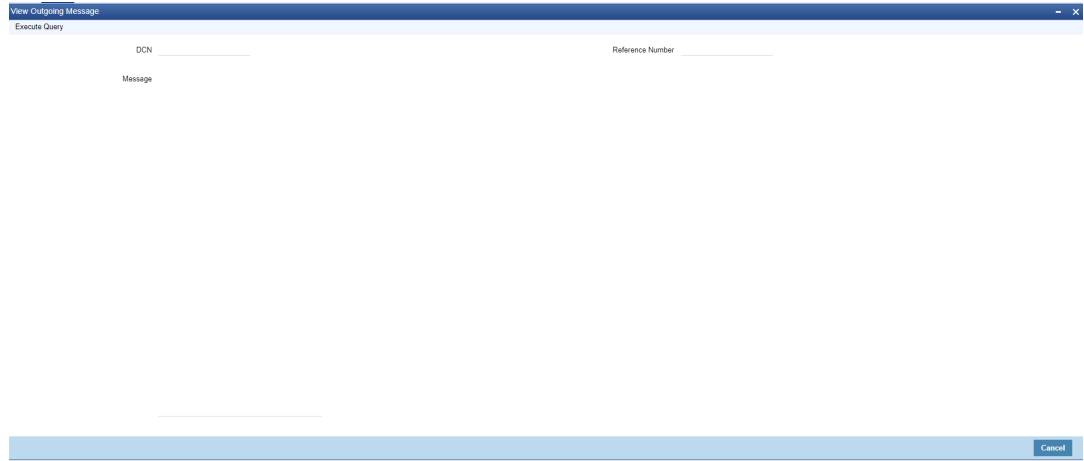 View Outgoing Message
Execute Query
DCN
Reference Number
Message
Cancel